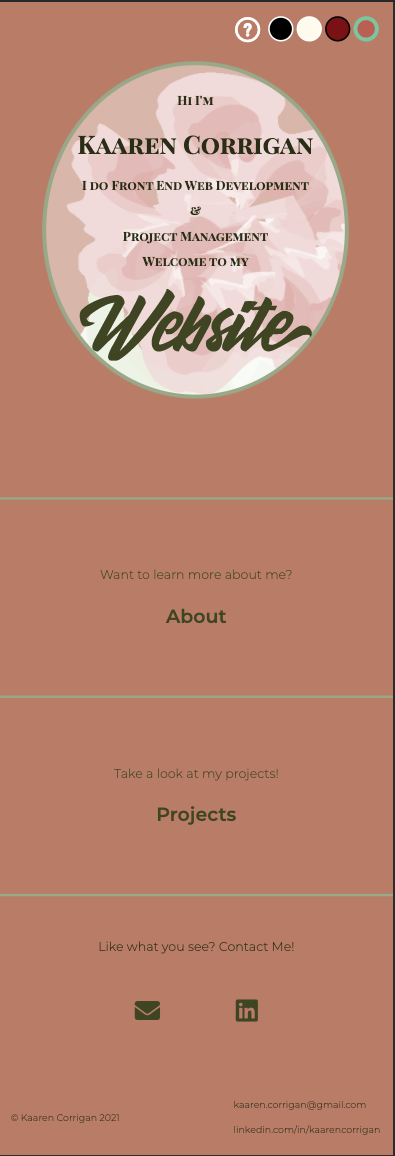 Hi I'm
Kaaren Corrigan
I do Front End Web Development
&
Project Management
Welcome to my
Website
Want to learn more about me?
About
Take a look at my projects!
Projects
Like what you see? Contact Me!
© Kaaren Corrigan 2021
kaaren.corrigan@gmail.com
linkedin.com/in/kaarencorrigan